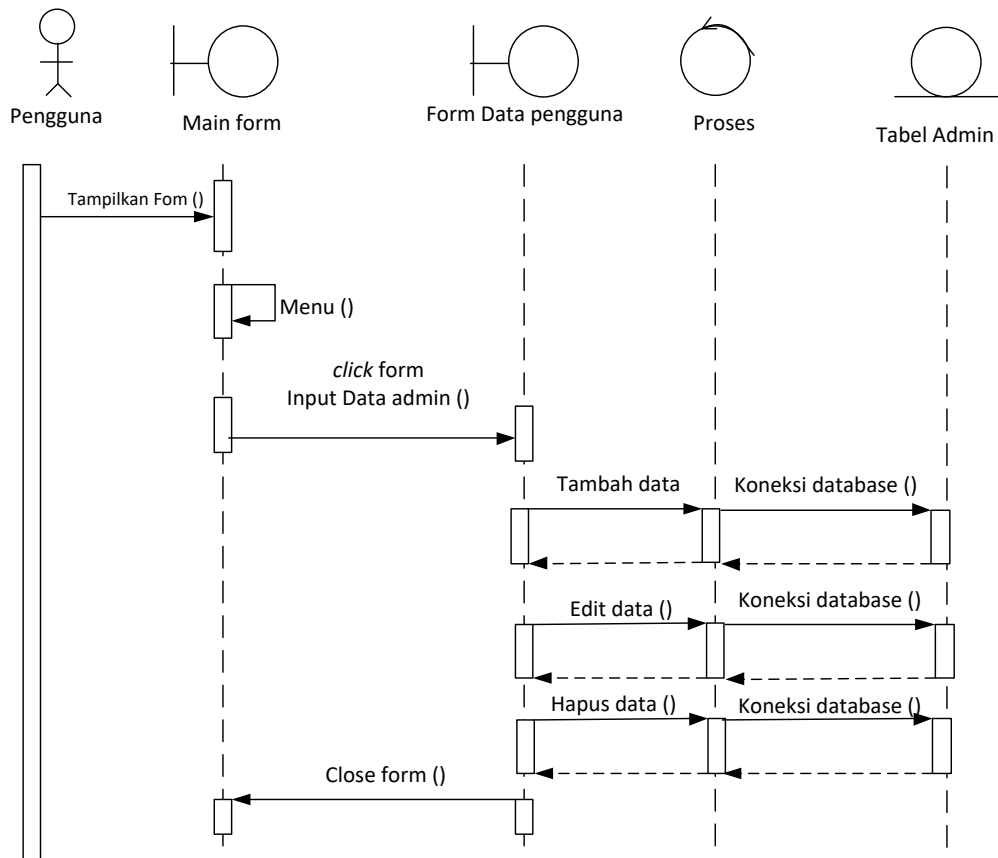 Pengguna
Main form
Form Data pengguna
Proses
Tabel Admin
Tampilkan Fom ()
Menu ()
click form
Input Data admin ()
Tambah data
Koneksi database ()
Edit data ()
Koneksi database ()
Hapus data ()
Koneksi database ()
Close form ()